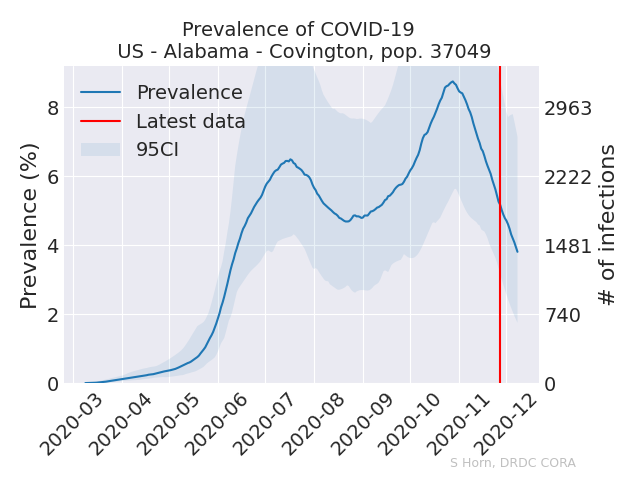 Prevalence of COVID-19
US - Alabama - Covington, pop. 37049
Prevalence
Latest data
95CI
Prevalence (%)
8
6
4
2
0
2963
2222
1481
740
0
# of infections
2020-03
2020-04
2020-05
2020-06
2020-07
2020-08
2020-09
2020-10
2020-11
2020-12
S Horn, DRDC CORA